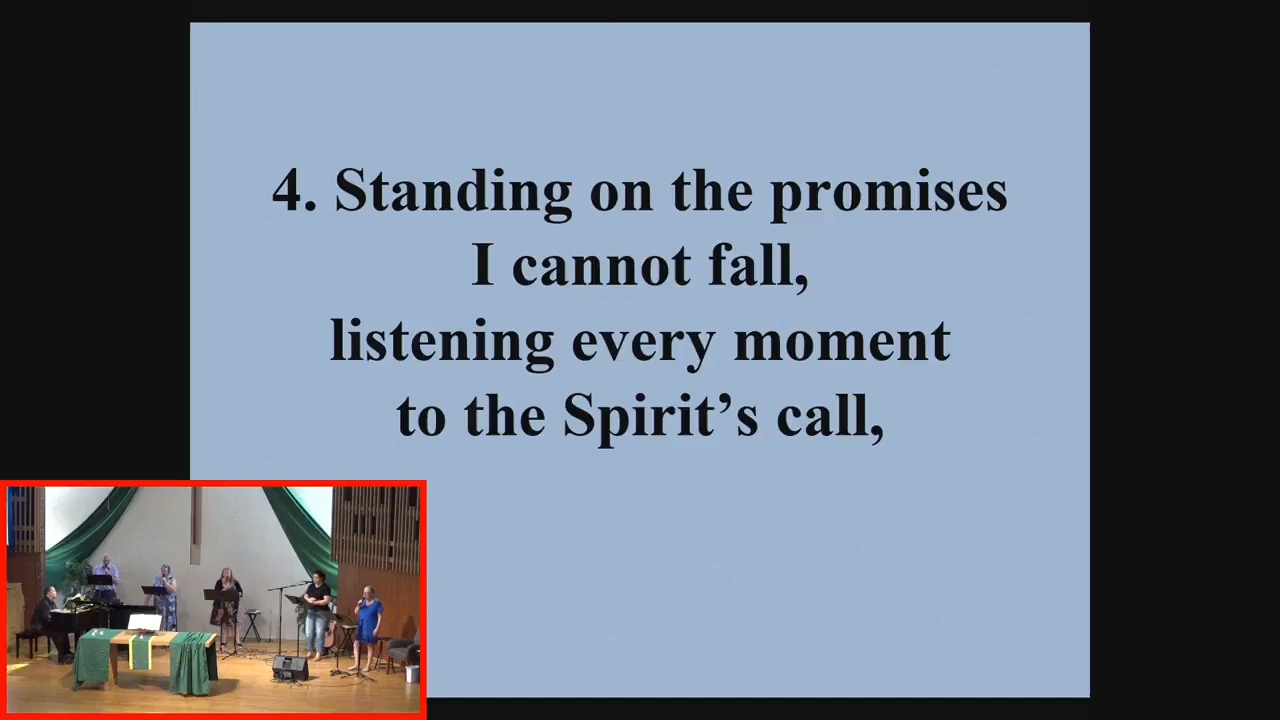 4. Standing on the promises
I cannot fall,
listening every moment
to the Spirit’s call,